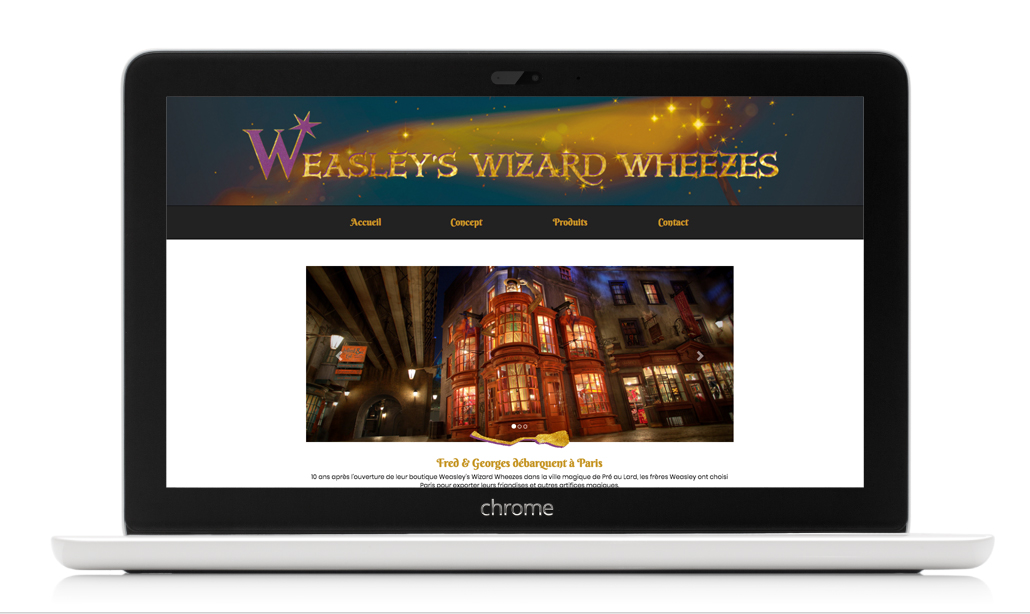 WEASLEY'S WIZARD WHEEZES
Accueil Concept Produits Contact
Fred & Georges débarquent à Paris
10 ans après l'ouverture de leur boutique Weasley's Wizard Wheezes dans la ville magique de Pré au Lard, les frères Weasley ont choisi
Paris pour exporter leurs friandises et autres artifices magiques.
chrome